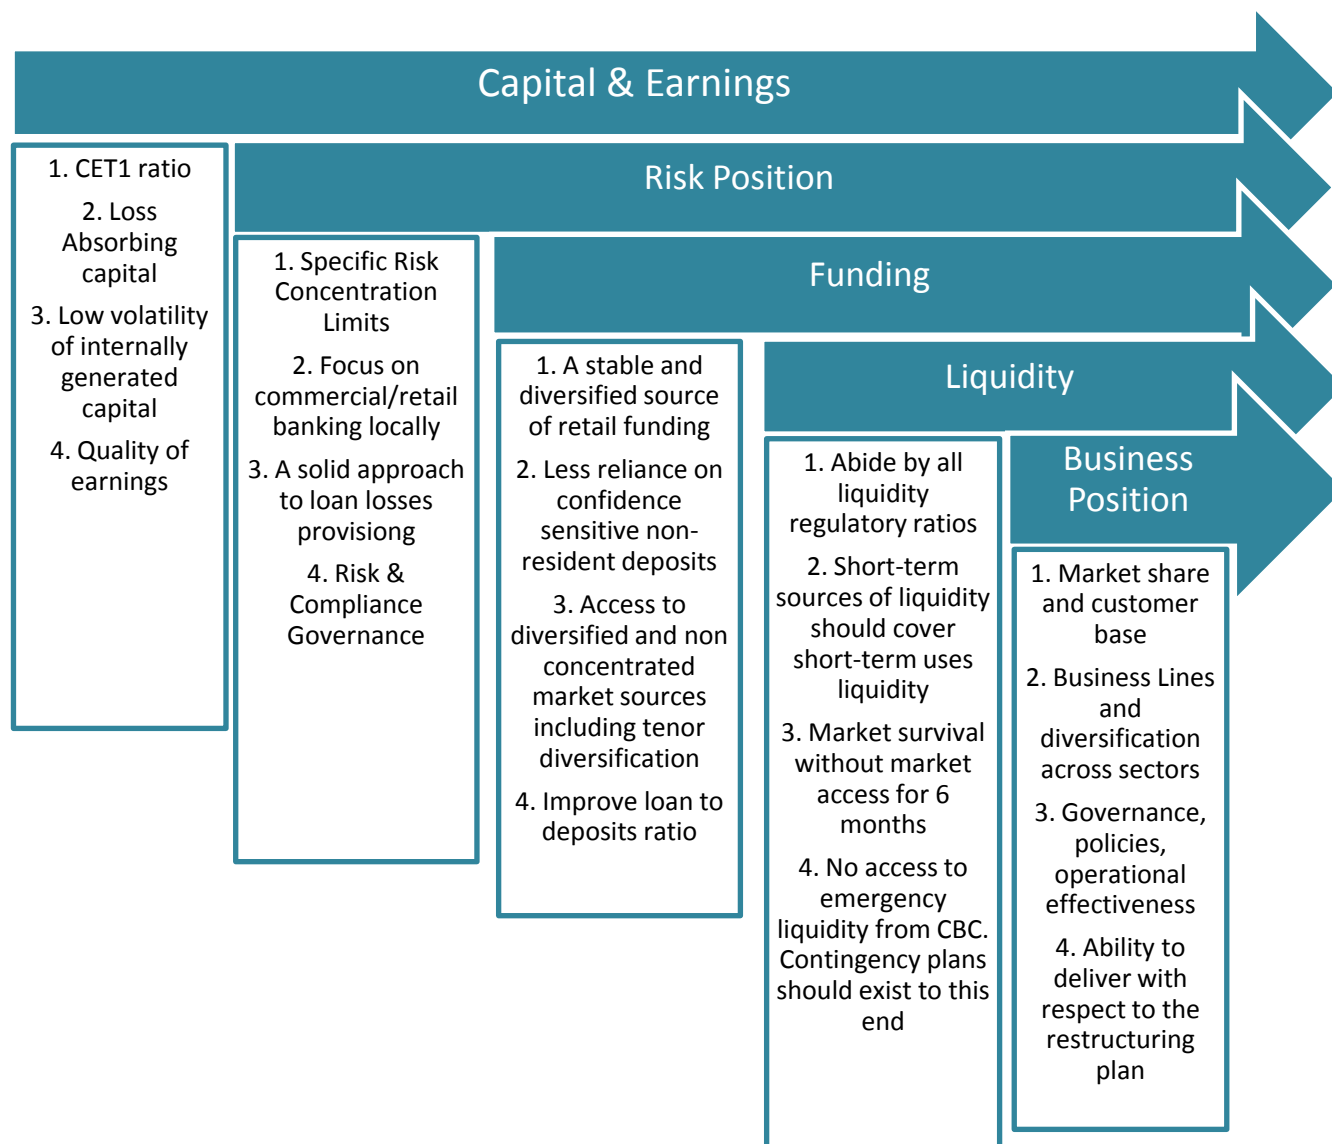 Capital & Earnings
1. CET1 ratio
2. Loss
Absorbing
capital
3. Low volatility
of internally
generated
capital
4. Quality of
earnings
Risk Position
1. Specific Risk
Concentration
Limits
2. Focus on
commercial/retail
banking locally
3. A solid approach
to loan losses
provisiong
4. Risk &
Compliance
Governance
Funding
1. A stable and
diversified source
of retail funding
2. Less reliance on
confidence
sensitive non-
resident deposits
3. Access to
diversified and non
concentrated
market sources
including tenor
diversification
4. Improve loan to
deposits ratio
Liquidity
1. Abide by all
liquidity
regulatory ratios
2. Short-term
sources of liquidity
should cover
short-term uses
liquidity
3. Market survival
without market
access for 6
months
4. No access to
emergency
liquidity from CBC.
Contingency plans
should exist to this
end
Business
Position
1. Market share
and customer
base
2. Business Lines
and
diversification
across sectors
3. Governance,
policies,
operational
effectiveness
4. Ability to
deliver with
respect to the
restructuring
plan